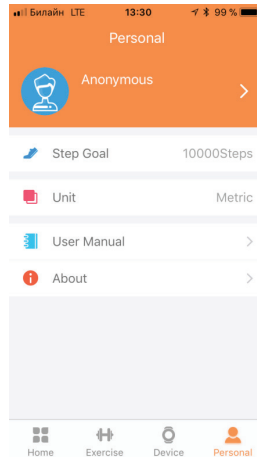 Билайн LTE 13:30 99 %
Personal
Anonymous
Step Goal 10000Steps
Unit Metric
User Manual
About
Home Exercise Device Personal